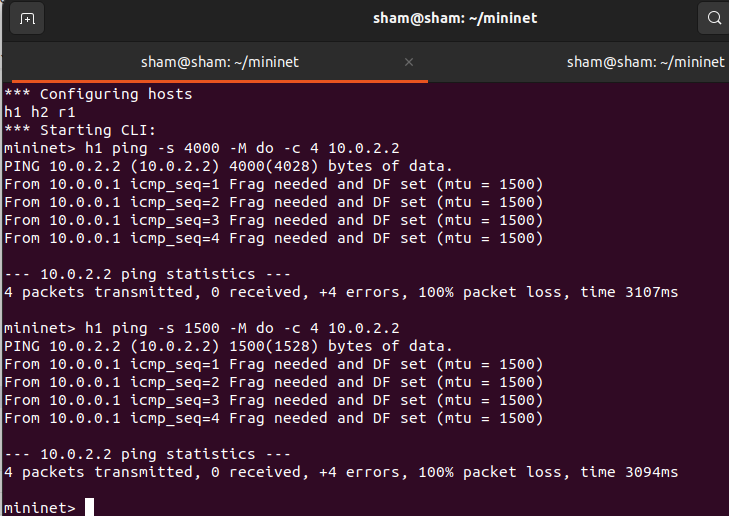 sham@sham: ~/mininet
sham@sham: ~/mininet
sham@sham: ~/mininet
*** Configuring hosts
h1 h2 r1
*** Starting CLI:
mininet> h1 ping -s 4000 -M do -c 4 10.0.2.2
PING 10.0.2.2 (10.0.2.2) 4000(4028) bytes of data.
From 10.0.0.1 icmp_seq=1 Frag needed and DF set (mtu = 1500)
From 10.0.0.1 icmp_seq=2 Frag needed and DF set (mtu = 1500)
From 10.0.0.1 icmp_seq=3 Frag needed and DF set (mtu = 1500)
From 10.0.0.1 icmp_seq=4 Frag needed and DF set (mtu = 1500)
--- 10.0.2.2 ping statistics ---
4 packets transmitted, 0 received, +4 errors, 100% packet loss, time 3107ms
mininet> h1 ping -s 1500 -M do -c 4 10.0.2.2
PING 10.0.2.2 (10.0.2.2) 1500(1528) bytes of data.
From 10.0.0.1 icmp_seq=1 Frag needed and DF set (mtu = 1500)
From 10.0.0.1 icmp_seq=2 Frag needed and DF set (mtu = 1500)
From 10.0.0.1 icmp_seq=3 Frag needed and DF set (mtu = 1500)
From 10.0.0.1 icmp_seq=4 Frag needed and DF set (mtu = 1500)
--- 10.0.2.2 ping statistics ---
4 packets transmitted, 0 received, +4 errors, 100% packet loss, time 3094ms
mininet>